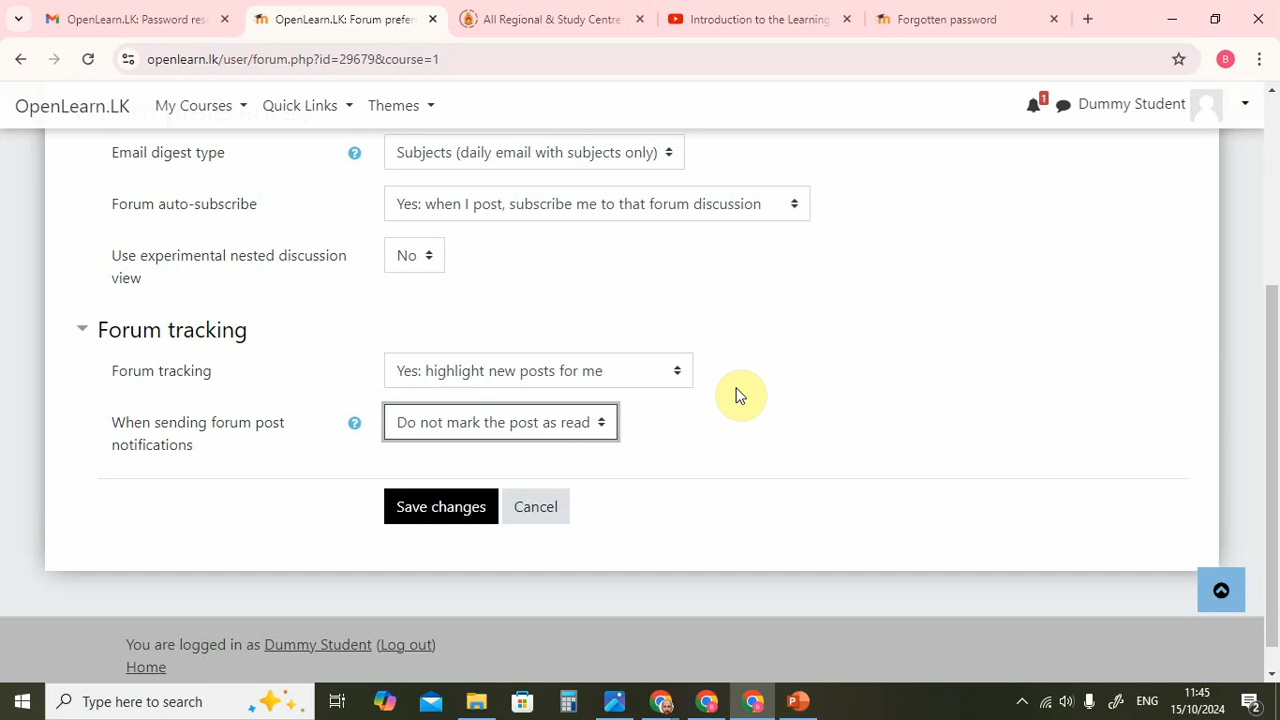 OpenLearn.LK: Password res
OpenLearn.LK: Forum prefer
All Regional & Study Centre
Introduction to the Learning
Forgotten password
openlearn.lk/user/forum.php?id=29679&course=1
B
OpenLearn.LK
My Courses
Quick Links
Themes
1
Dummy Student
Email digest type
Subjects (daily email with subjects only)
Forum auto-subscribe
Yes: when I post, subscribe me to that forum discussion
Use experimental nested discussion
view
No
Forum tracking
Forum tracking
Yes: highlight new posts for me
When sending forum post
notifications
Do not mark the post as read
Save changes
Cancel
You are logged in as Dummy Student (Log out)
Home
Type here to search
ENG
11:45
15/10/2024
2